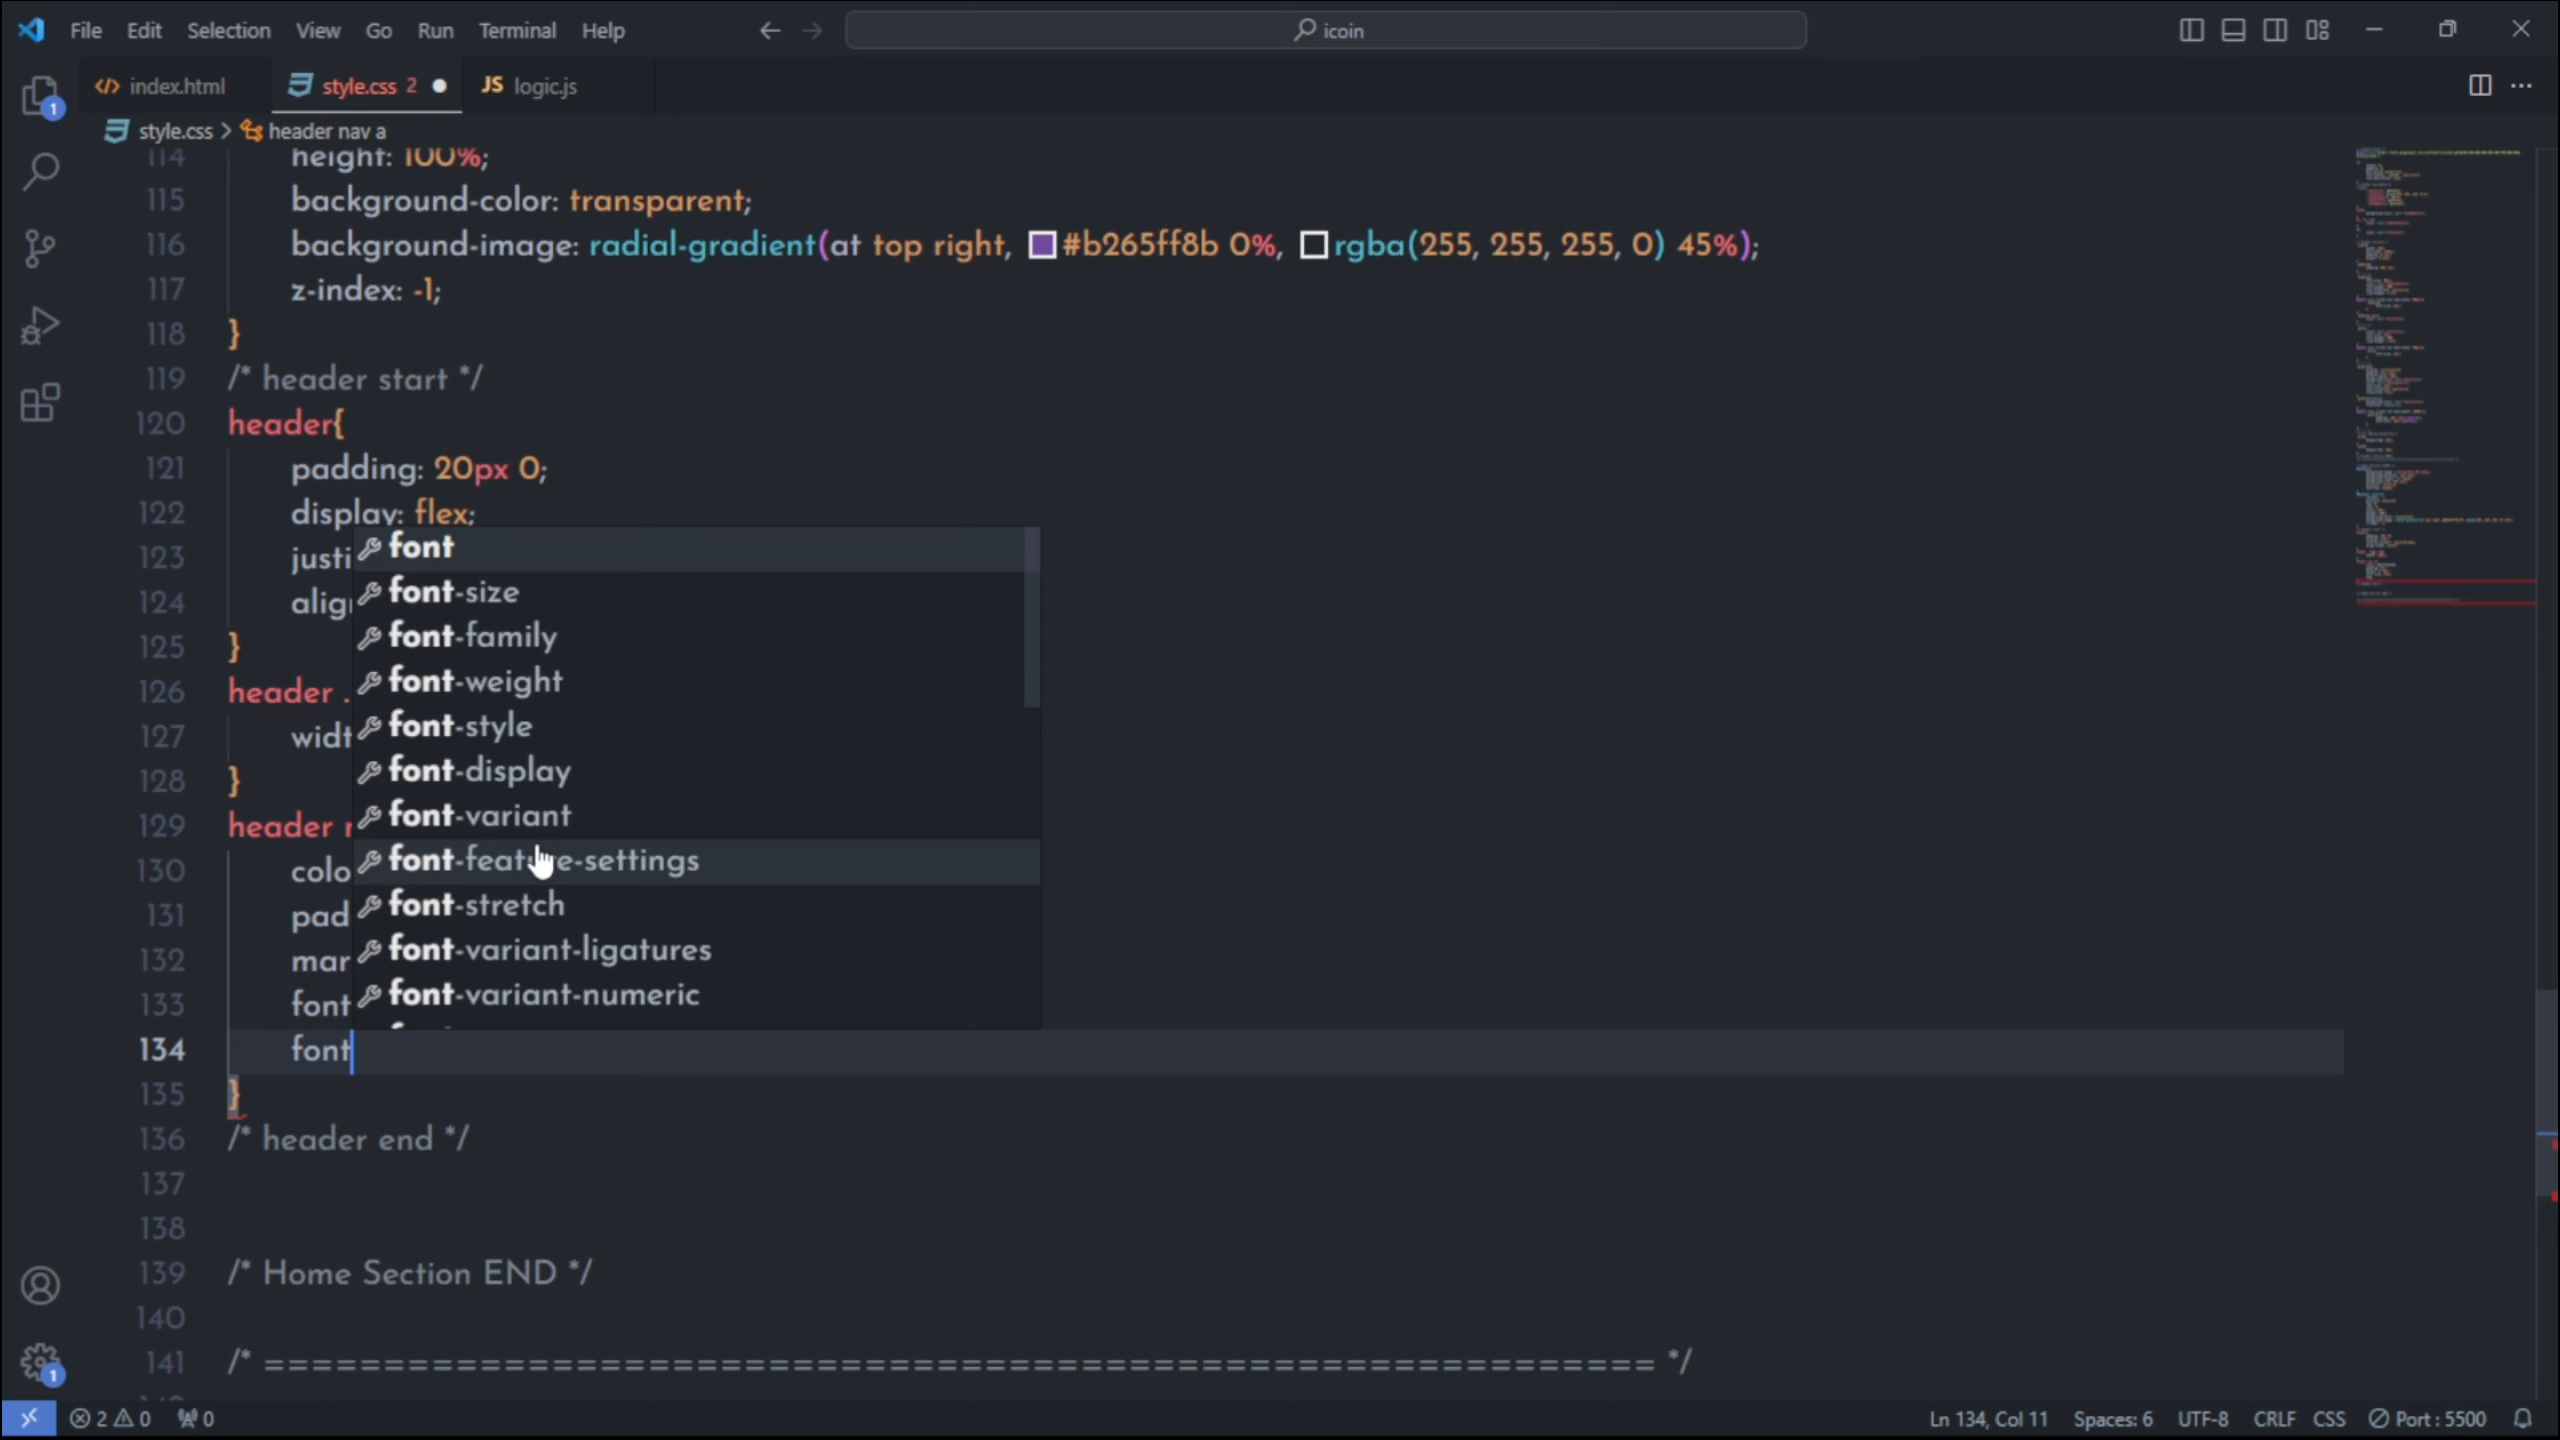 File Edit Selection View Go Run Terminal Help
icoin
index.html
style.css 2
JS logic.js
style.css > header nav a
114 height: 100%;
115 background-color: transparent;
116 background-image: radial-gradient(at top right, #b265ff8b 0%, rgba(255, 255, 255, 0) 45%);
117 z-index: -1;
118 }
119 /* header start */
120 header{
121 padding: 20px 0;
122 display: flex;
123 justi
124 alig
125 }
126 header .
127 widt
128 }
129 header
130 colo
131 pad
132 mar
133 font
134 font
135 }
136 /* header end */
137
138
139 /* Home Section END */
140
141 /* ========================================================== */
font
font-size
font-family
font-weight
font-style
font-display
font-variant
font-feature-settings
font-stretch
font-variant-ligatures
font-variant-numeric
1
1
2 0 0
Ln 134, Col 11 Spaces: 6 UTF-8 CRLF CSS Port : 5500